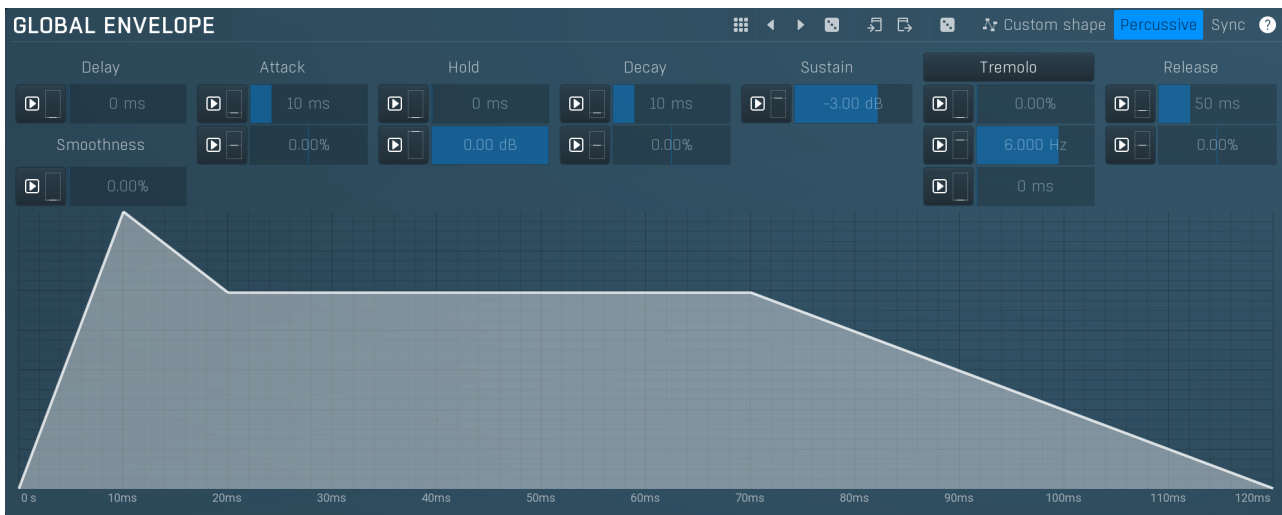 GLOBAL ENVELOPE Custom shape Percussive Sync ?
Delay Attack Hold Decay Sustain Tremolo Release
0 ms 10 ms 0 ms 10 ms -3.00 dB 0.00% 50 ms
Smoothness 0.00% 0.00 dB 0.00% 6.000 Hz 0.00%
0.00% 0 ms
0 s 10ms 20ms 30ms 40ms 50ms 60ms 70ms 80ms 90ms 100ms 110ms 120ms